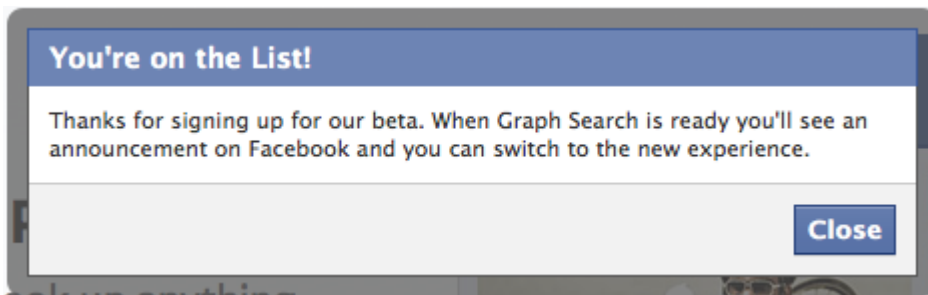 You're on the List!
Thanks for signing up for our beta. When Graph Search is ready you'll see an
announcement on Facebook and you can switch to the new experience.
Close
anything